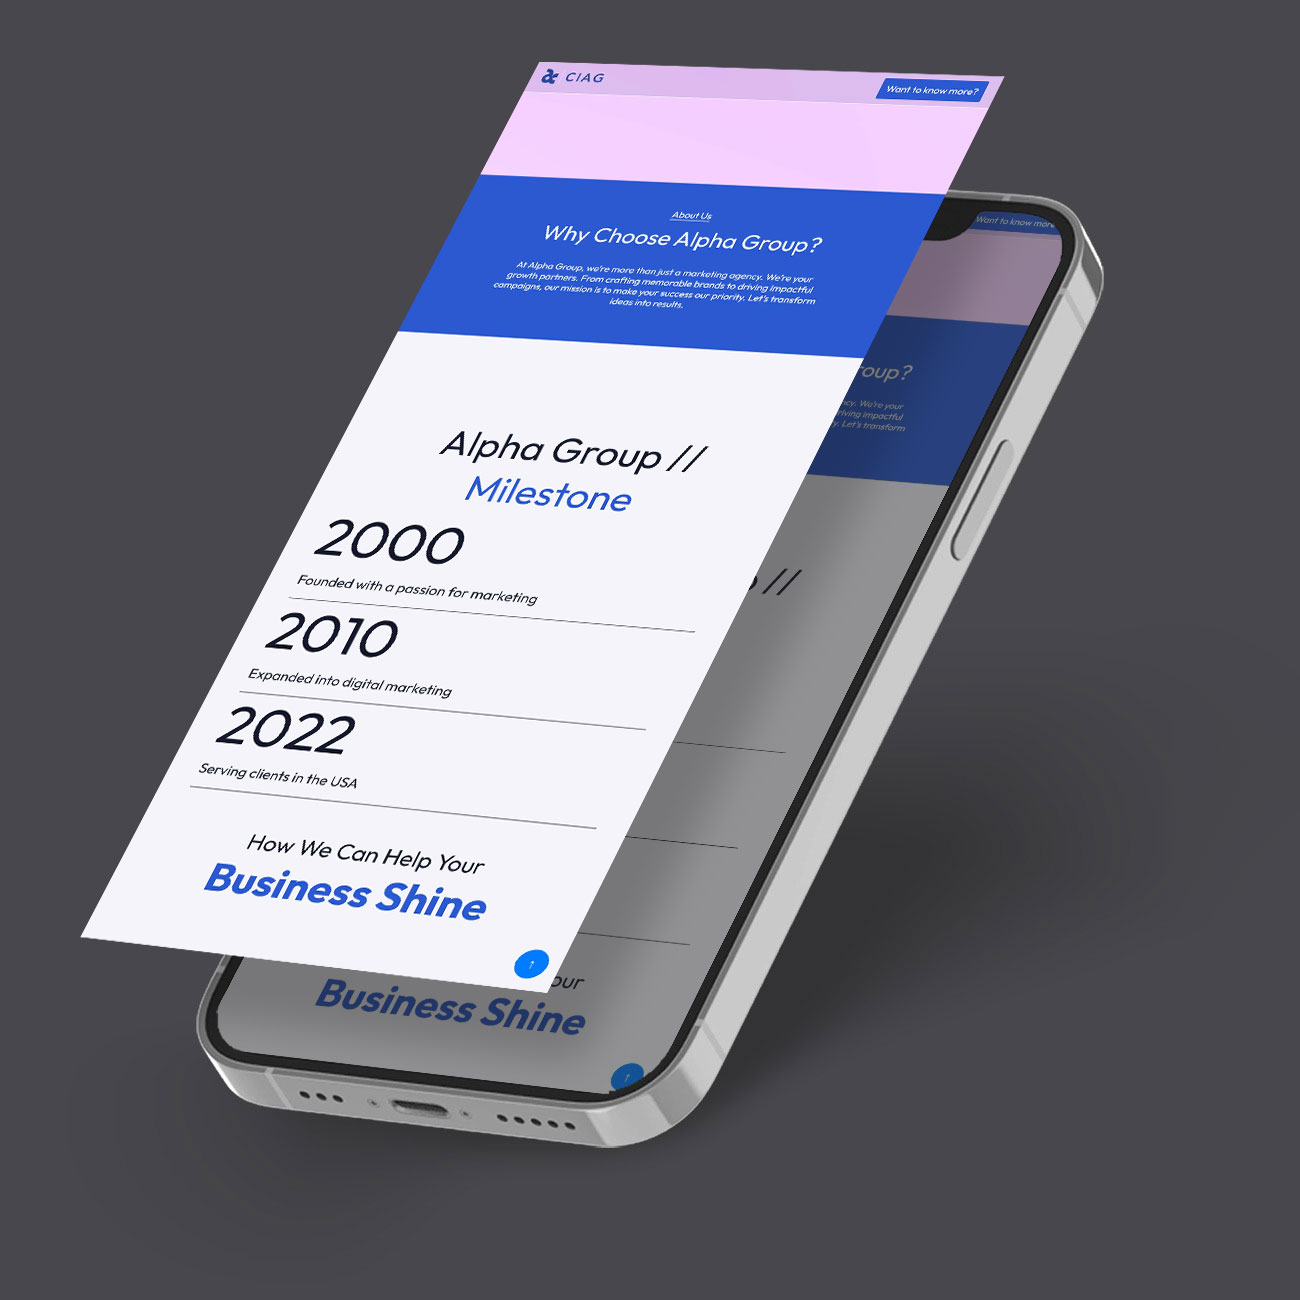 CIAG
Want to know more?
About Us
Why Choose Alpha Group?
At Alpha Group, we're more than just a marketing agency. We're your
growth partners. From crafting memorable brands to driving impactful
campaigns, our mission is to make your success our priority. Let's transform
ideas into results.
Alpha Group //
Milestone
2000
Founded with a passion for marketing
2010
Expanded into digital marketing
2022
Serving clients in the USA
How We Can Help Your
Business Shine
↑
Want to know more
roup?
ncy. We're your
riving impactful
y. Let's transform
//
our
Business Shine
↑